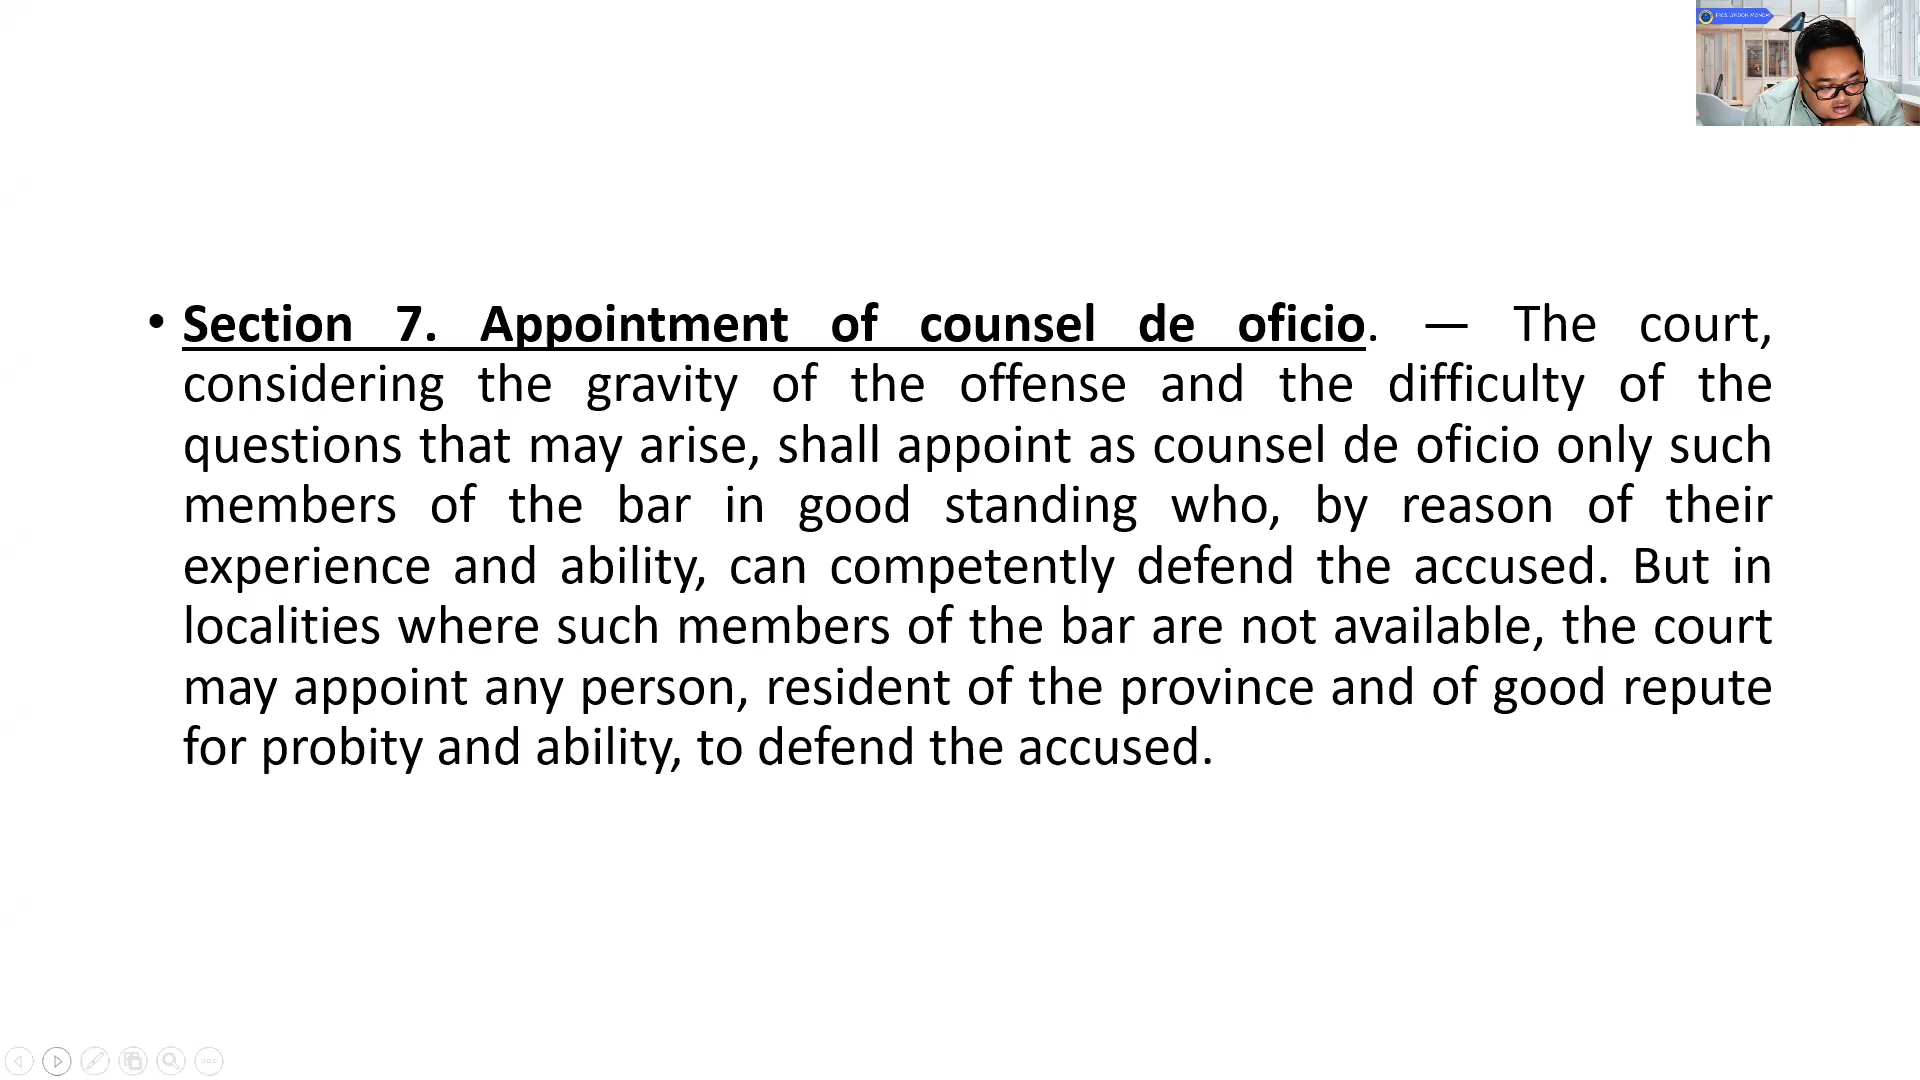 • Section 7. Appointment of counsel de oficio. — The court,
considering the gravity of the offense and the difficulty of the
questions that may arise, shall appoint as counsel de oficio only such
members of the bar in good standing who, by reason of their
experience and ability, can competently defend the accused. But in
localities where such members of the bar are not available, the court
may appoint any person, resident of the province and of good repute
for probity and ability, to defend the accused.